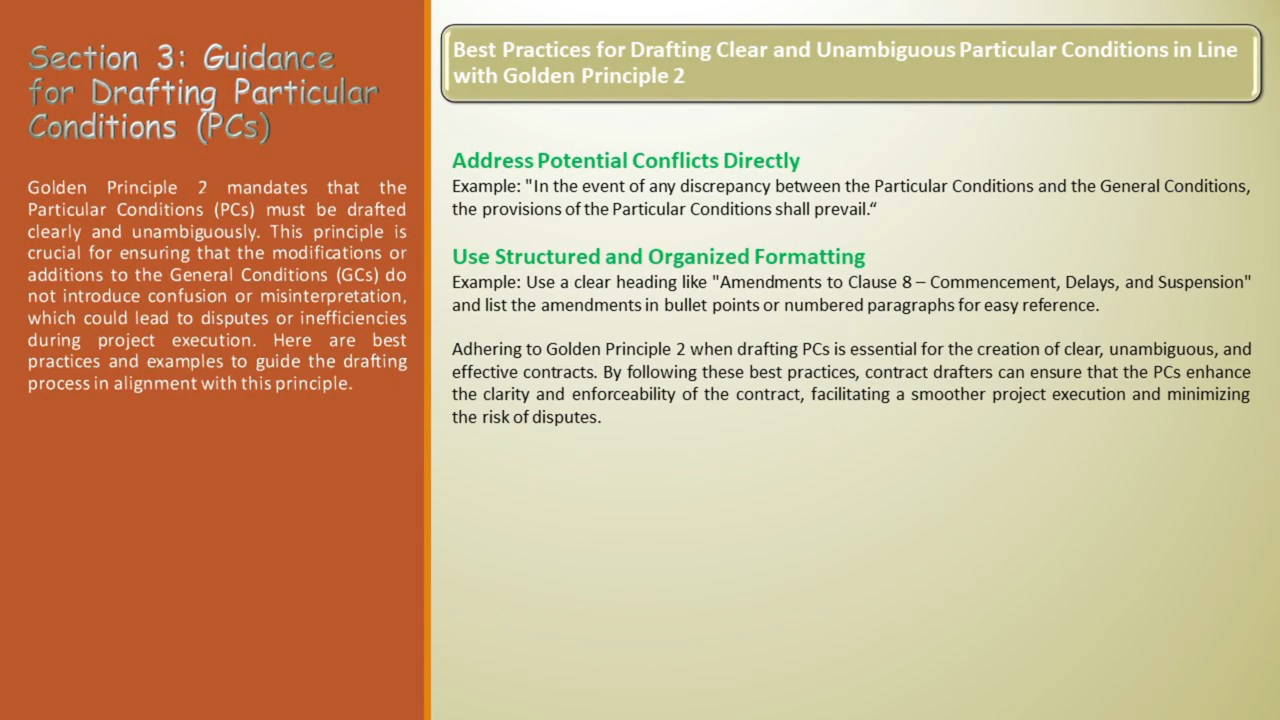 Section 3: Guidance
for Drafting Particular
Conditions (PCs)
Golden Principle 2 mandates that the
Particular Conditions (PCs) must be drafted
clearly and unambiguously. This principle is
crucial for ensuring that the modifications or
additions to the General Conditions (GCs) do
not introduce confusion or misinterpretation,
which could lead to disputes or inefficiencies
during project execution. Here are best
practices and examples to guide the drafting
process in alignment with this principle.
Best Practices for Drafting Clear and Unambiguous Particular Conditions in Line
with Golden Principle 2
Address Potential Conflicts Directly
Example: "In the event of any discrepancy between the Particular Conditions and the General Conditions,
the provisions of the Particular Conditions shall prevail.“
Use Structured and Organized Formatting
Example: Use a clear heading like "Amendments to Clause 8 – Commencement, Delays, and Suspension"
and list the amendments in bullet points or numbered paragraphs for easy reference.
Adhering to Golden Principle 2 when drafting PCs is essential for the creation of clear, unambiguous, and
effective contracts. By following these best practices, contract drafters can ensure that the PCs enhance
the clarity and enforceability of the contract, facilitating a smoother project execution and minimizing
the risk of disputes.